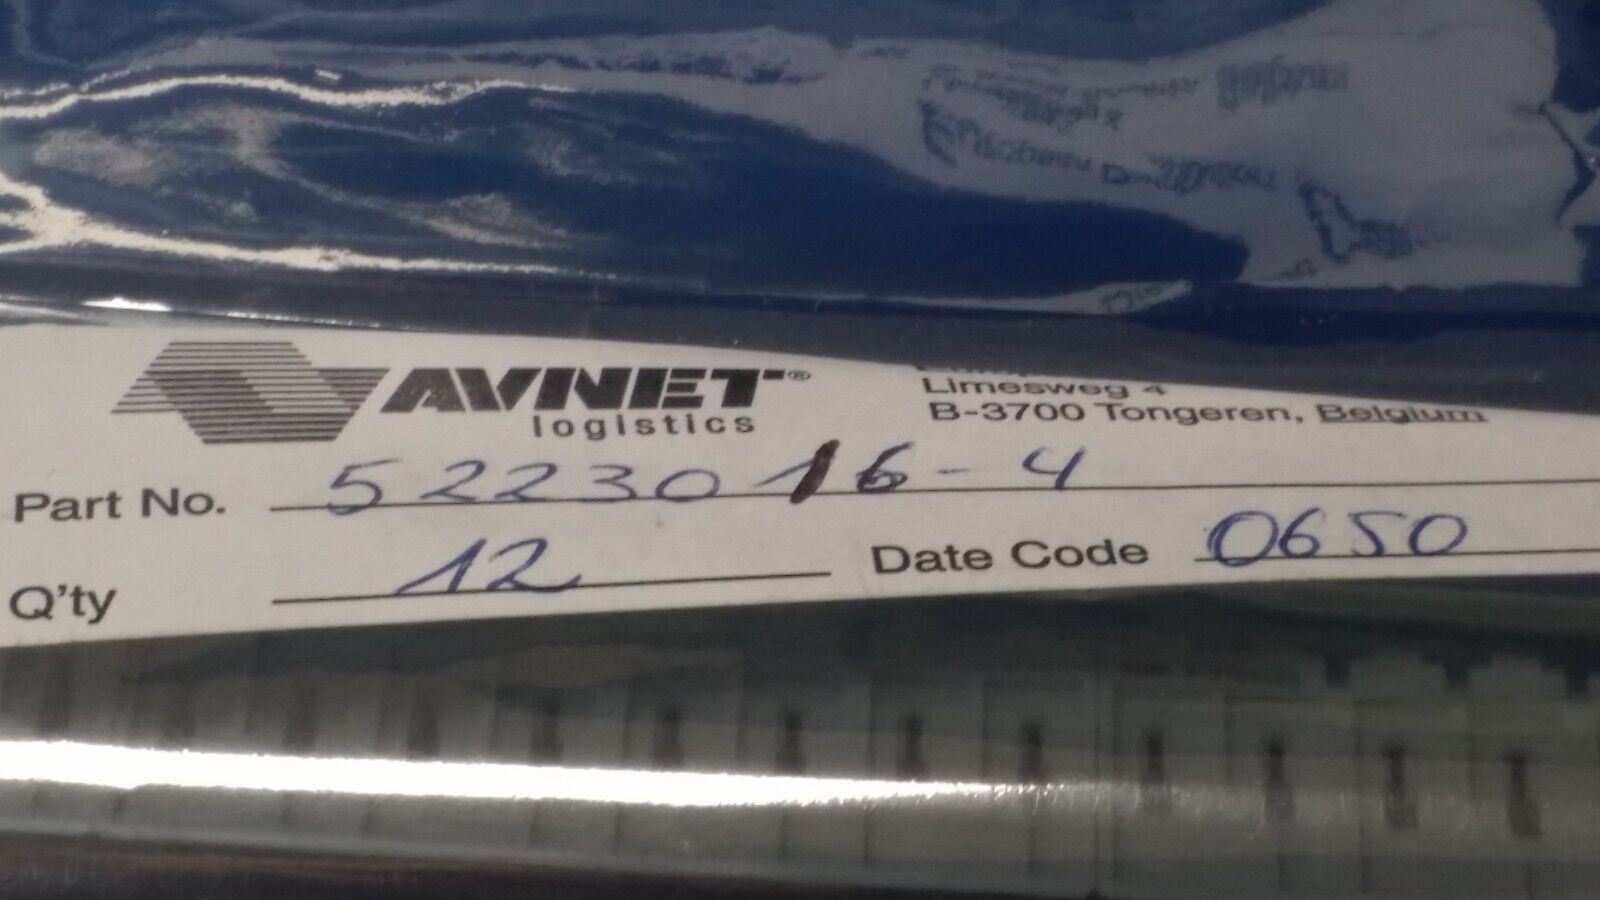 AVNET®
logistics
Limesweg 4
B-3700 Tongeren, Belgium
Part No. 5223016-4
Q'ty 12 Date Code 0650